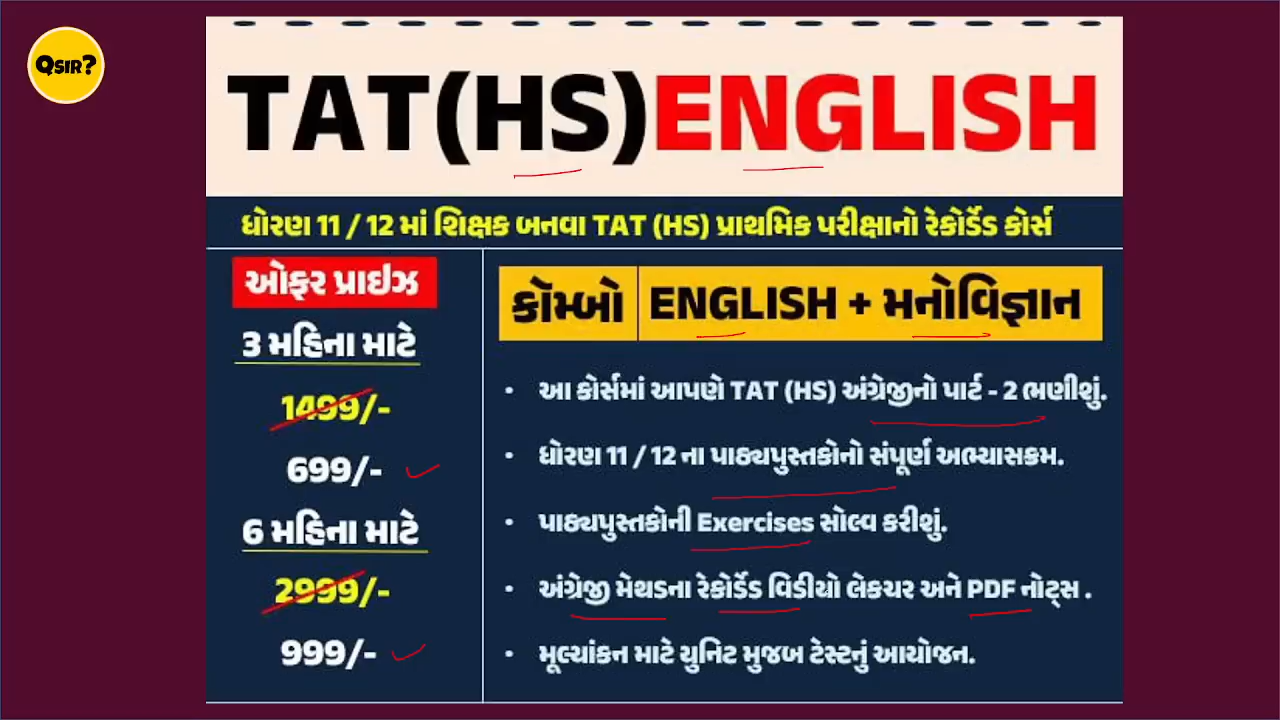 QSIR?
TAT(HS)ENGLISH
ધોરણ 11 / 12 માં શિક્ષક બનવા TAT (HS) પ્રાથમિક પરીક્ષાનો રેકોર્ડેડ કોર્સ
ઓફર પ્રાઇઝ
3 મહિના માટે
1499/-
699/-
6 મહિના માટે
2999/-
999/-
કોમ્બો ENGLISH + મનોવિજ્ઞાન
• આ કોર્સમાં આપણે TAT (HS) અંગ્રેજીનો પાર્ટ - 2 ભણીશું.
• ધોરણ 11 / 12 ના પાઠ્યપુસ્તકોનો સંપૂર્ણ અભ્યાસક્રમ.
• પાઠ્યપુસ્તકોની Exercises સોલ્વ કરીશું.
• અંગ્રેજી મેથડના રેકોર્ડેડ વિડીયો લેકચર અને PDF નોટ્સ .
• મૂલ્યાંકન માટે યુનિટ મુજબ ટેસ્ટનું આયોજન.